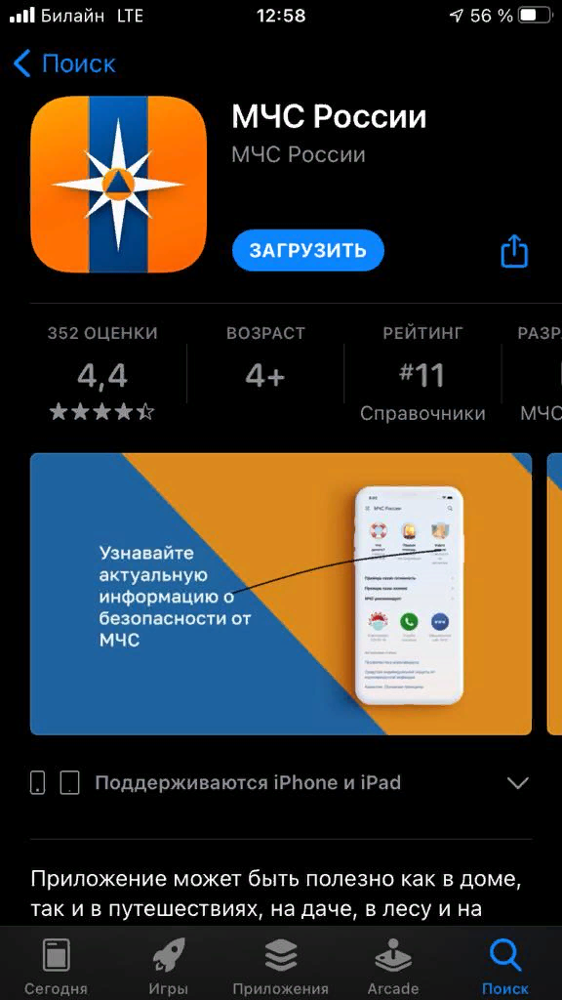 Билайн LTE 12:58 56 %
Поиск
МЧС России
МЧС России
ЗАГРУЗИТЬ
352 ОЦЕНКИ ВОЗРАСТ РЕЙТИНГ РАЗР
4,4 4+ #11
Справочники МЧС
МЧС России
Узнавайте
актуальную
информацию о
безопасности от
МЧС
Поддерживаются iPhone и iPad
Приложение может быть полезно как в доме,
так и в путешествиях, на даче, в лесу и на
Сегодня Игры Приложения Arcade Поиск